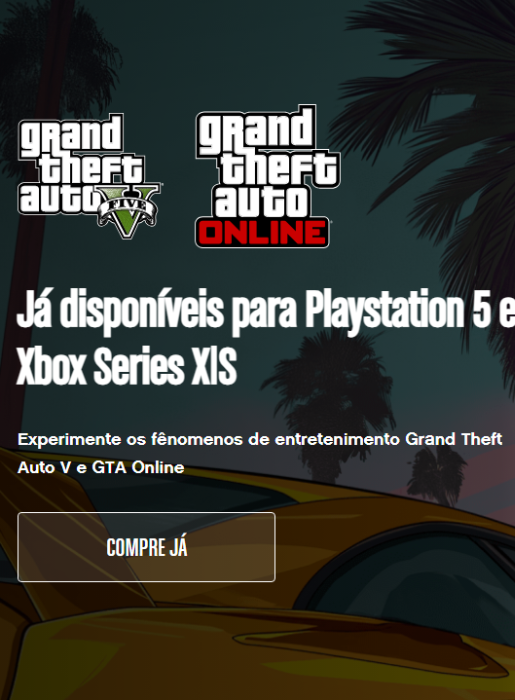 grand
theft
auto V
FIVE
grand
theft
auto
ONLINE
Já disponíveis para Playstation 5 e
Xbox Series X|S
Experimente os fênomenos de entretenimento Grand Theft
Auto V e GTA Online
COMPRE JÁ